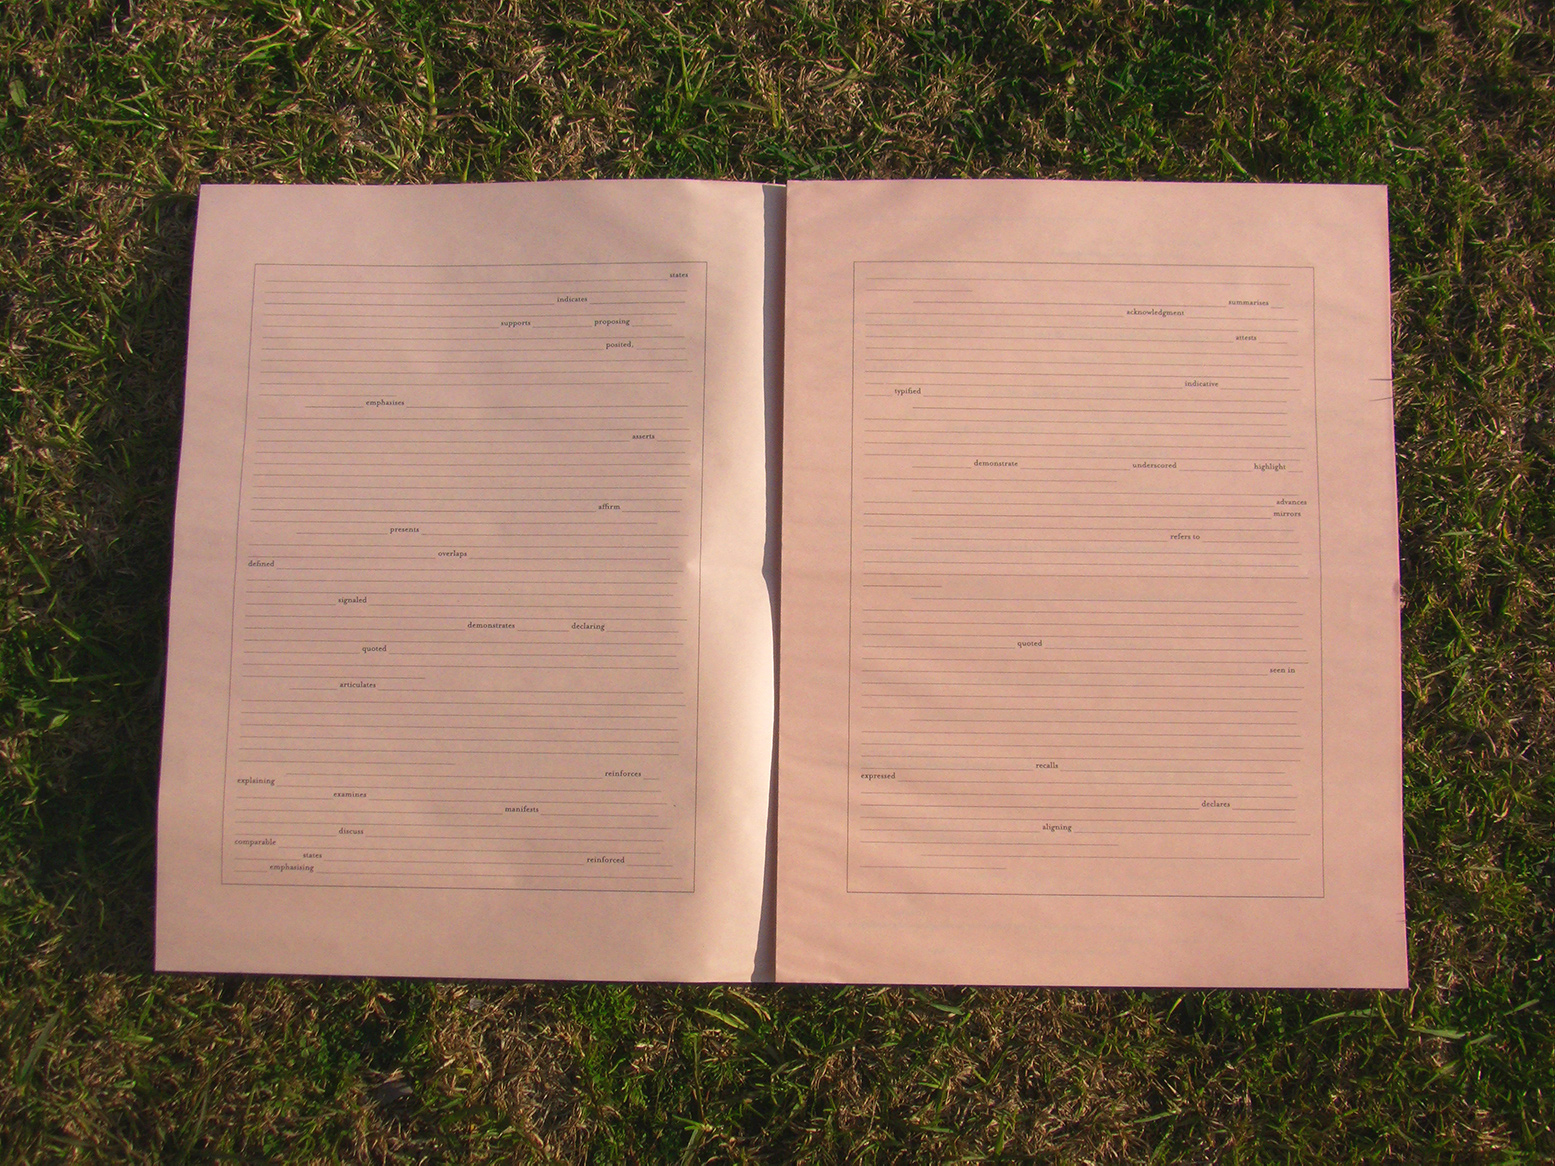 states
indicates
supports proposing
posited,
emphasizes
asserts
affirm
presents
overlaps
defined
signaled
demonstrates declaring
quoted
articulates
reinforces
explaining
examines
manifests
discuss
comparable
states reinforced
emphasizing
summarises
acknowledgment
attests
indicative
typified
demonstrate underscored highlight
advances
mirrors
refers to
quoted
seen in
recalls
expressed
declares
aligning